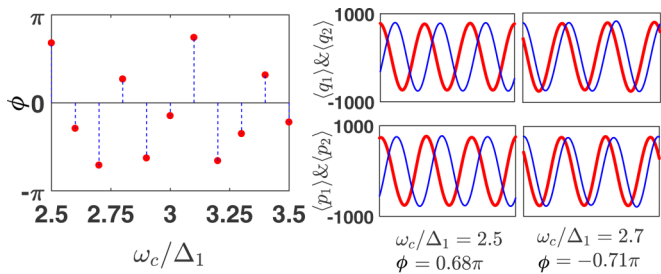 π
0
-π
ϕ
2.5 2.75 3 3.25 3.5
ω_c/Δ_1
1000
-1000
⟨q_1⟩&⟨q_2⟩
1000
-1000
⟨p_1⟩&⟨p_2⟩
ω_c/Δ_1 = 2.5
ϕ = 0.68π
ω_c/Δ_1 = 2.7
ϕ = −0.71π